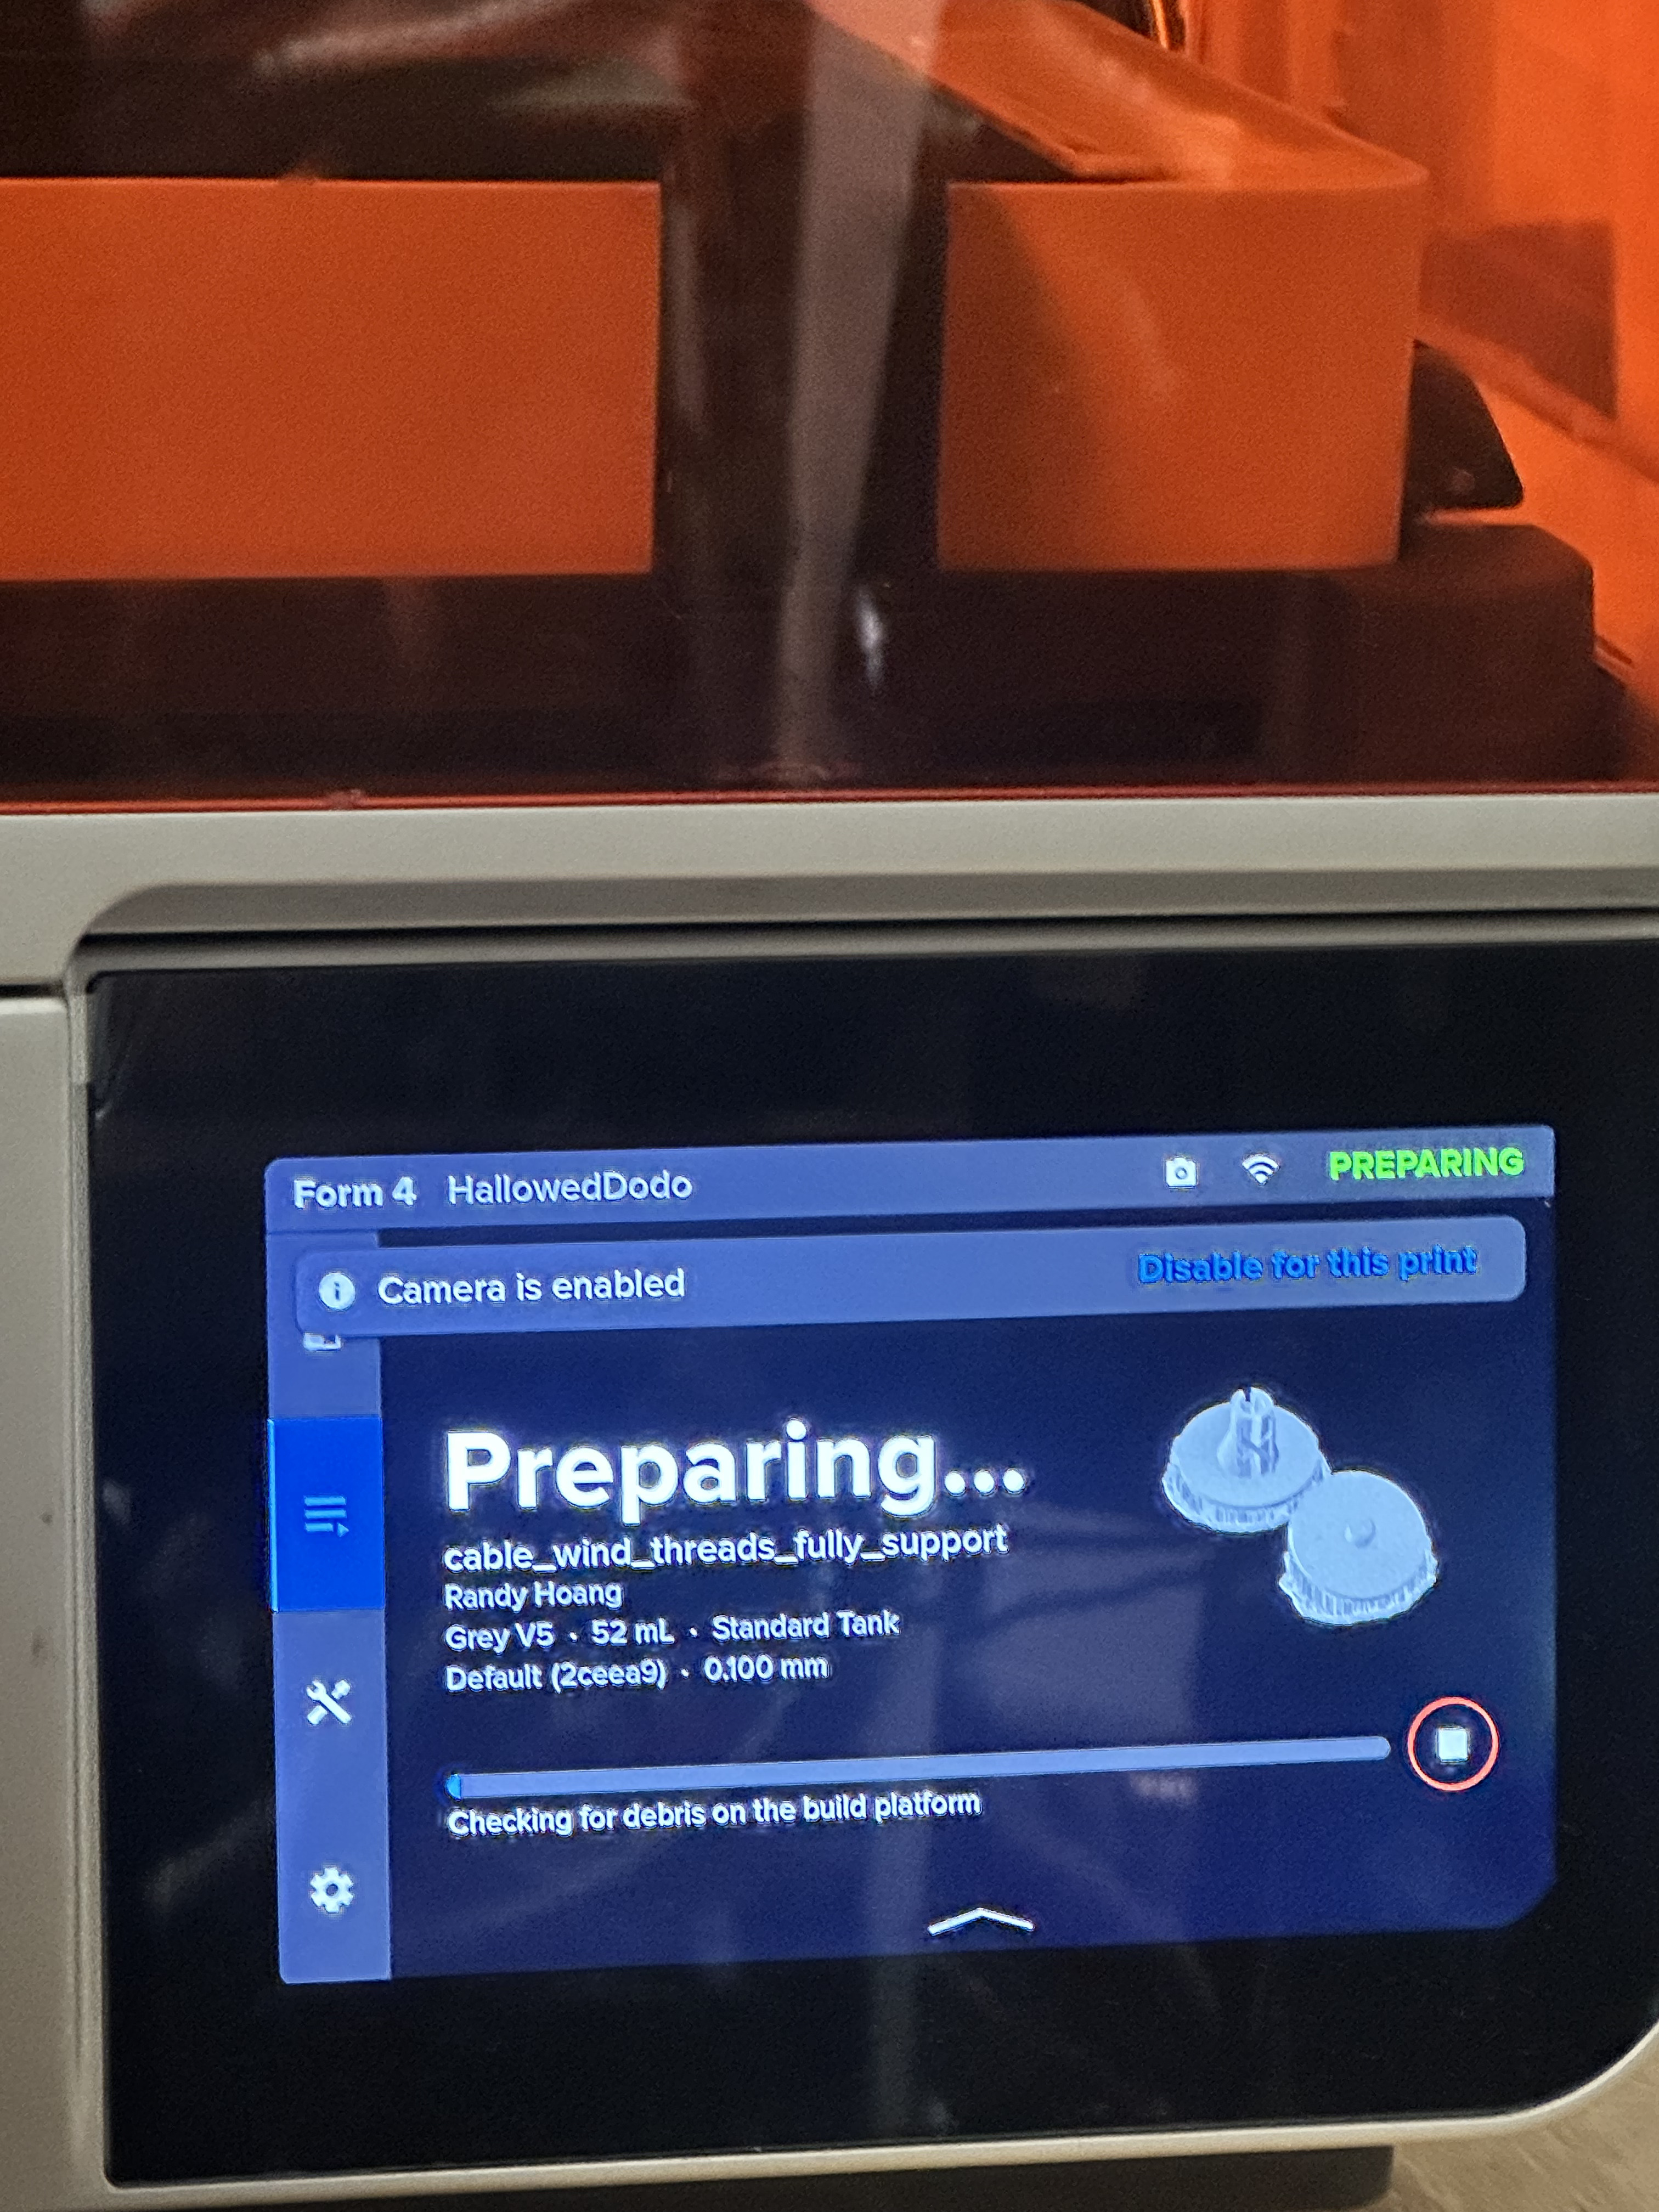 Form 4 HallowedDodo PREPARING
Camera is enabled Disable for this print
Preparing...
cable_wind_threads_fully_support
Randy Hoang
Grey V5 · 52 mL · Standard Tank
Default (2ceea9) · 0.100 mm
Checking for debris on the build platform